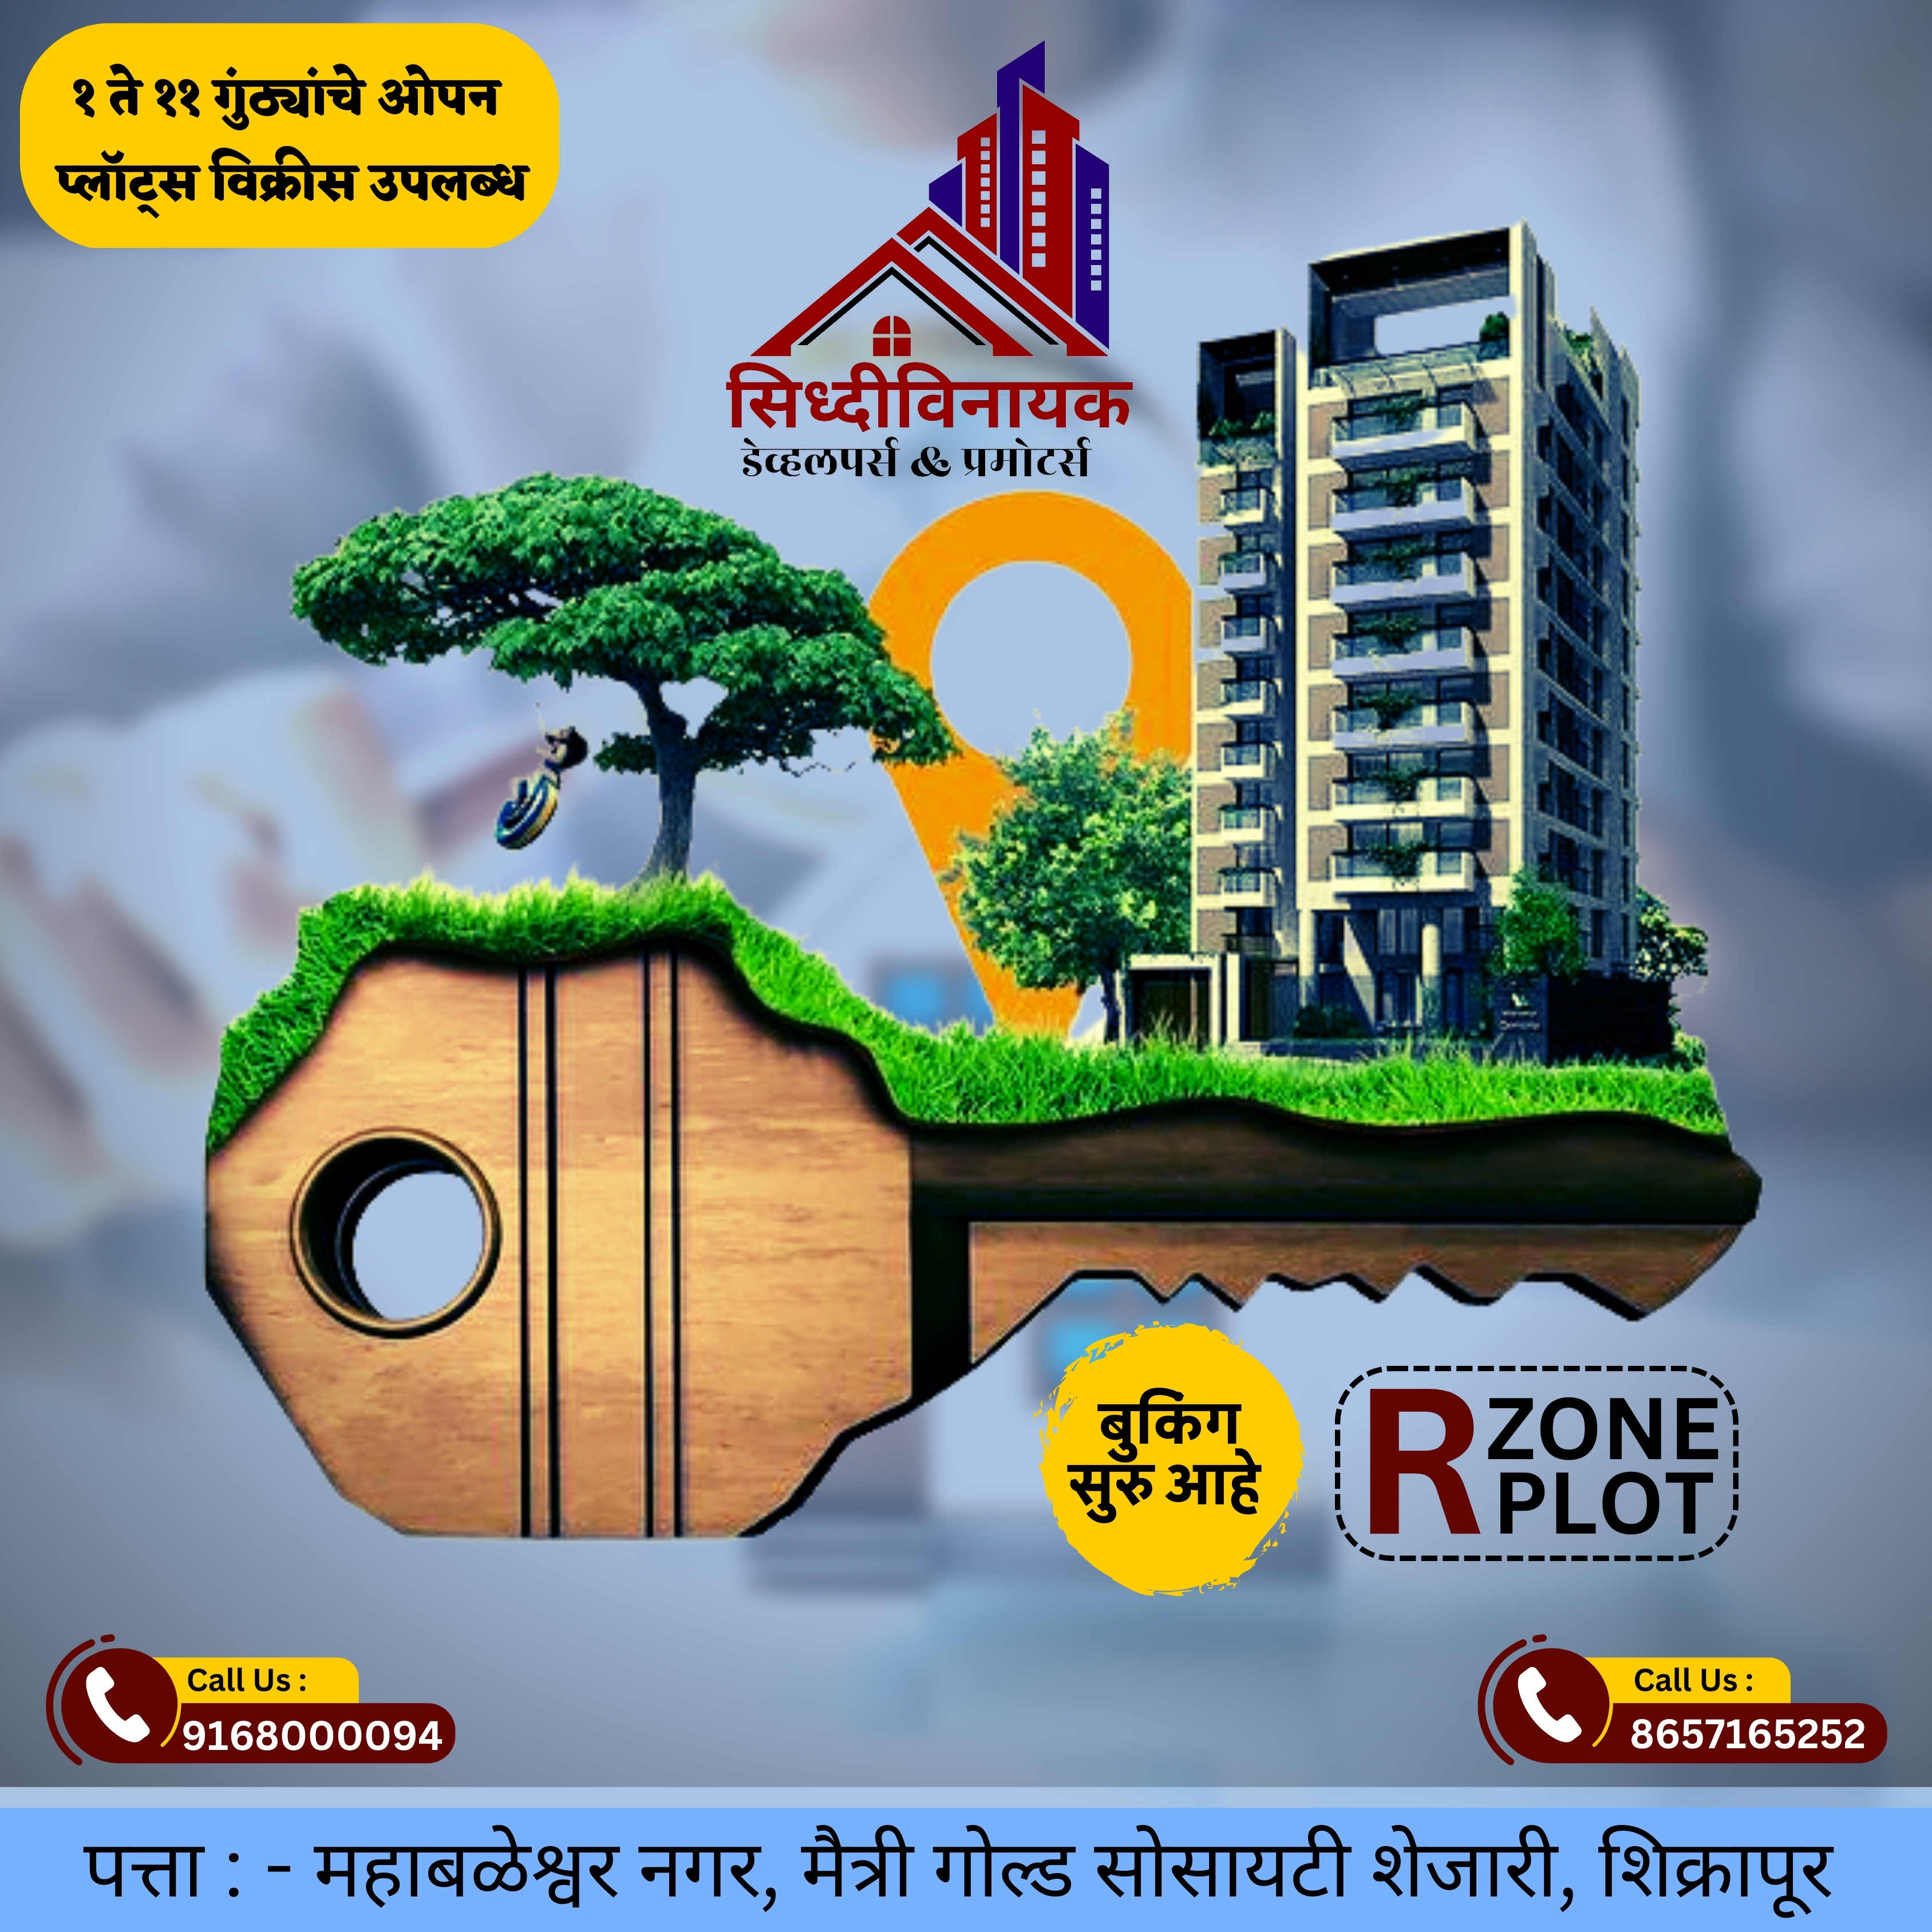 १ ते ११ गुंठ्यांचे ओपन
प्लॉट्स विक्रीस उपलब्ध
सिध्दीविनायक
डेव्हलपर्स & प्रमोटर्स
बुकिंग
सुरु आहे
R ZONE
PLOT
Call Us :
9168000094
Call Us :
8657165252
पत्ता : - महाबळेश्वर नगर, मैत्री गोल्ड सोसायटी शेजारी, शिक्रापूर